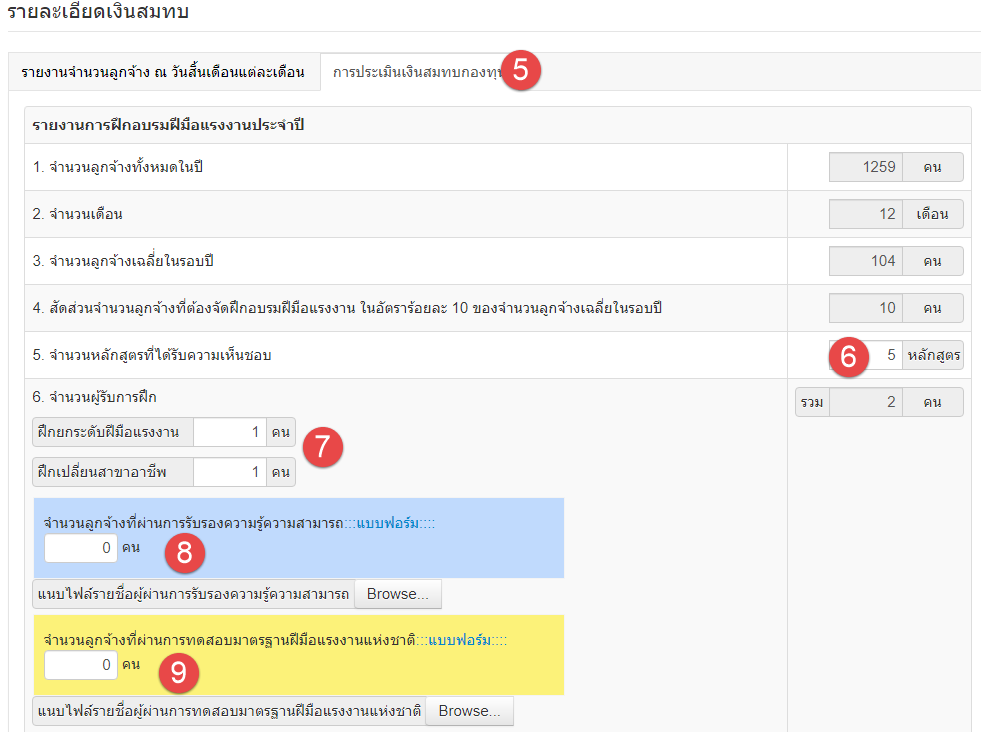 รายละเอียดเงินสมทบ
รายงานจำนวนลูกจ้าง ณ วันสิ้นเดือนแต่ละเดือน การประเมินเงินสมทบกองทุ 5
รายงานการฝึกอบรมฝีมือแรงงานประจำปี
1. จำนวนลูกจ้างทั้งหมดในปี 1259 คน
2. จำนวนเดือน 12 เดือน
3. จำนวนลูกจ้างเฉลี่ยในรอบปี 104 คน
4. สัดส่วนจำนวนลูกจ้างที่ต้องจัดฝึกอบรมฝีมือแรงงาน ในอัตราร้อยละ 10 ของจำนวนลูกจ้างเฉลี่ยในรอบปี 10 คน
5. จำนวนหลักสูตรที่ได้รับความเห็นชอบ 6 5 หลักสูตร
6. จำนวนผู้รับการฝึก รวม 2 คน
ฝึกยกระดับฝีมือแรงงาน 1 คน
7
ฝึกเปลี่ยนสาขาอาชีพ 1 คน
จำนวนลูกจ้างที่ผ่านการรับรองความรู้ความสามารถ:::แบบฟอร์ม::::
0 คน 8
แนบไฟล์รายชื่อผู้ผ่านการรับรองความรู้ความสามารถ Browse...
จำนวนลูกจ้างที่ผ่านการทดสอบมาตรฐานฝีมือแรงงานแห่งชาติ:::แบบฟอร์ม::::
0 คน 9
แนบไฟล์รายชื่อผู้ผ่านการทดสอบมาตรฐานฝีมือแรงงานแห่งชาติ Browse...